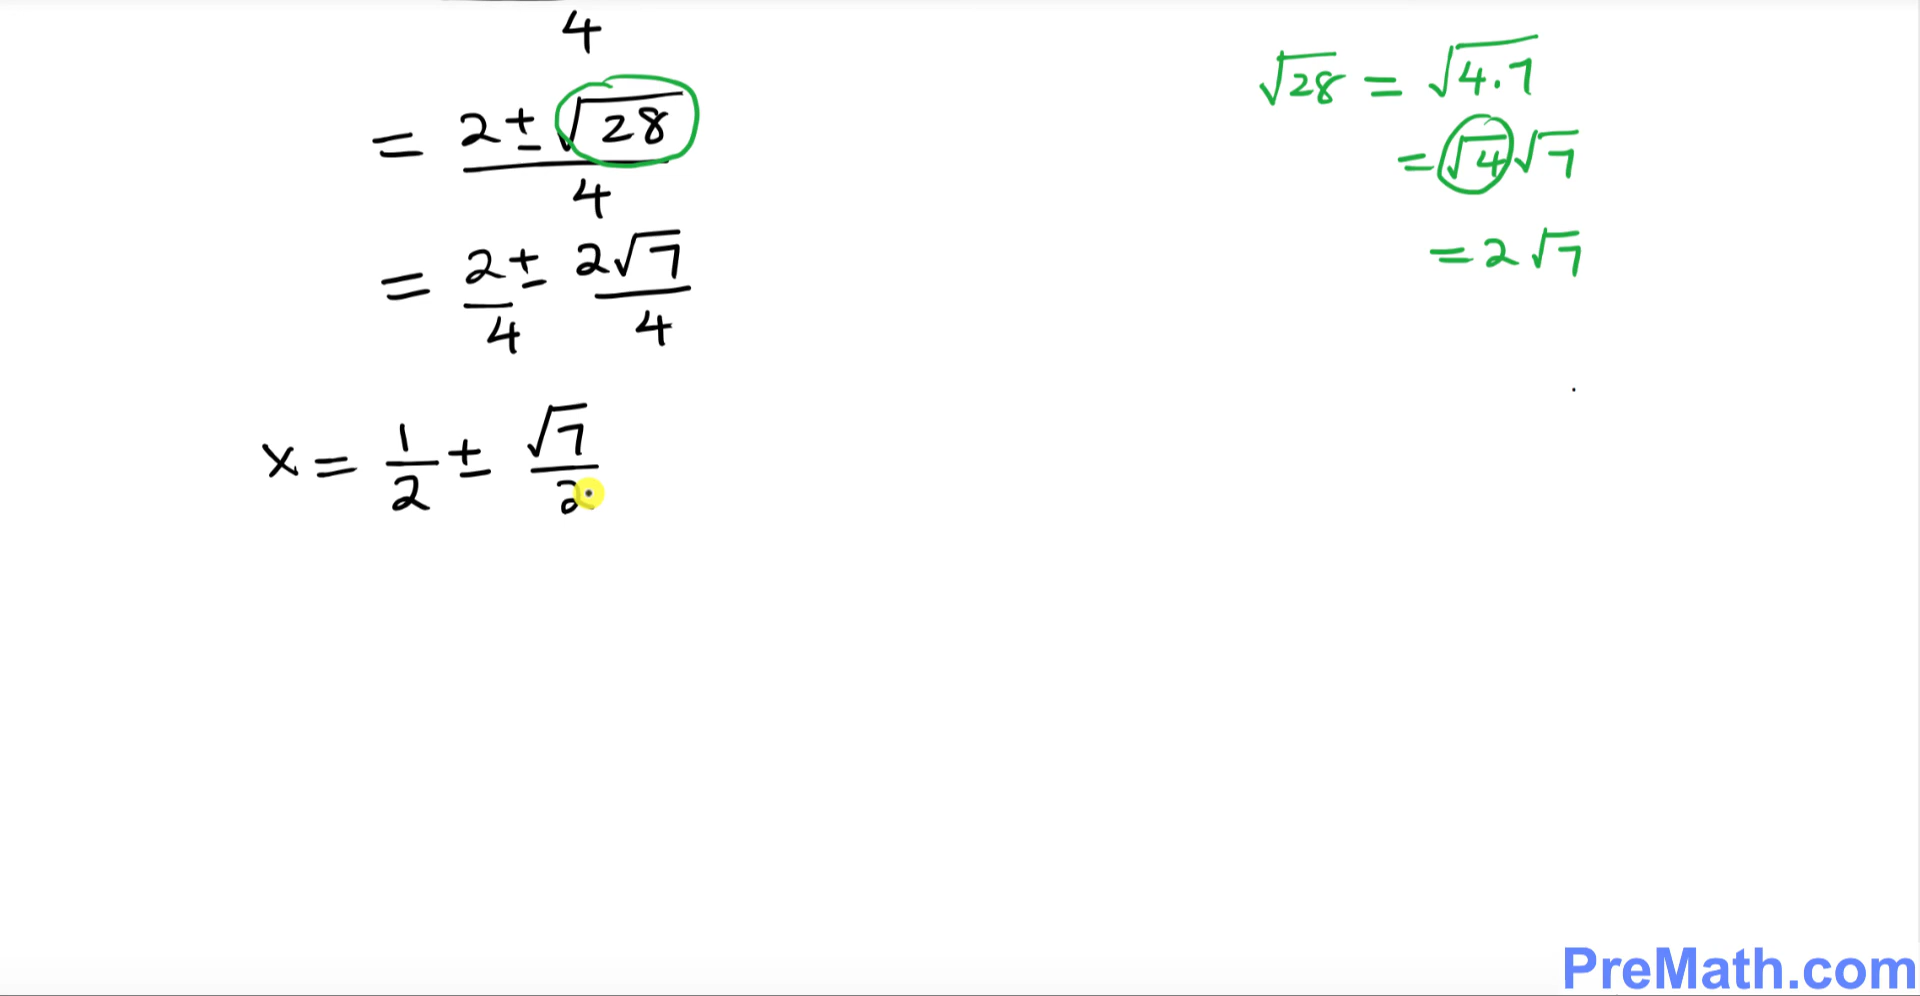 4
= 2 ± √28
4
= 2 ± 2√7
4 4
x = 1/2 ± √7/2
√28 = √4.7
= √4 √7
= 2√7
PreMath.com